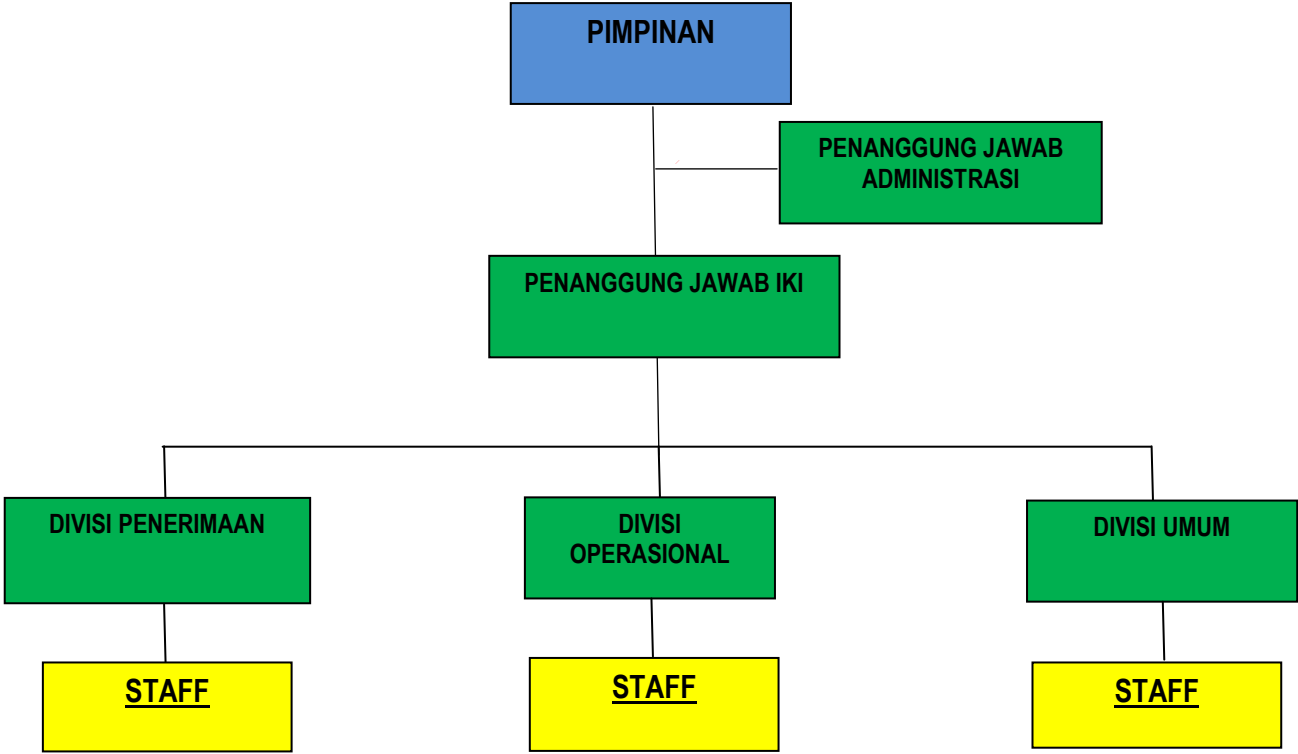 PIMPINAN
PENANGGUNG JAWAB
ADMINISTRASI
PENANGGUNG JAWAB IKI
DIVISI PENERIMAAN
DIVISI
OPERASIONAL
DIVISI UMUM
STAFF
STAFF
STAFF